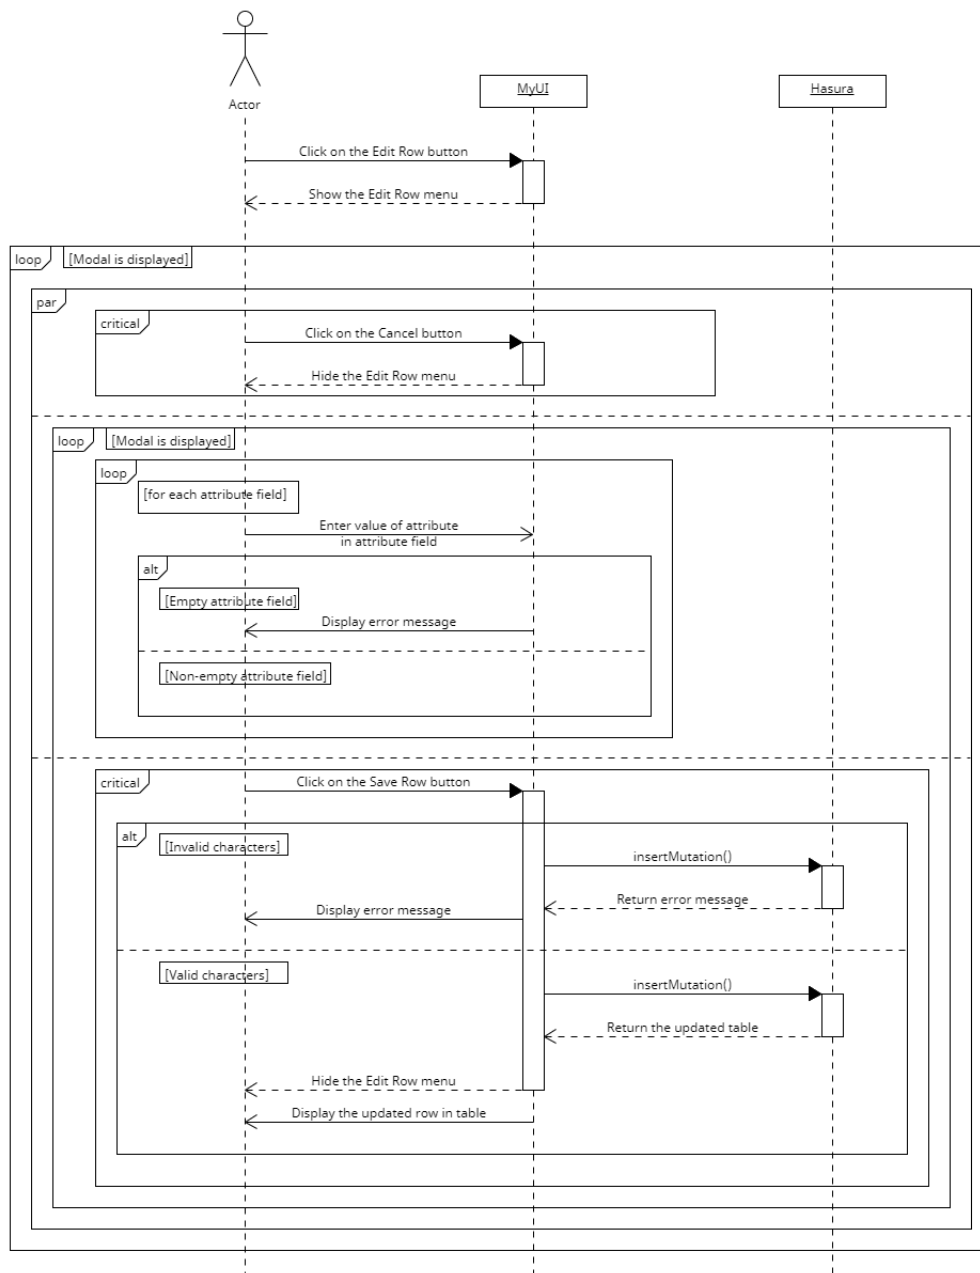 Actor
MyUI
Hasura
Click on the Edit Row button
Show the Edit Row menu
loop
[Modal is displayed]
par
critical
Click on the Cancel button
Hide the Edit Row menu
loop
[Modal is displayed]
loop
[for each attribute field]
Enter value of attribute
in attribute field
alt
[Empty attribute field]
Display error message
[Non-empty attribute field]
critical
Click on the Save Row button
alt
[Invalid characters]
insertMutation()
Return error message
Display error message
[Valid characters]
insertMutation()
Return the updated table
Hide the Edit Row menu
Display the updated row in table